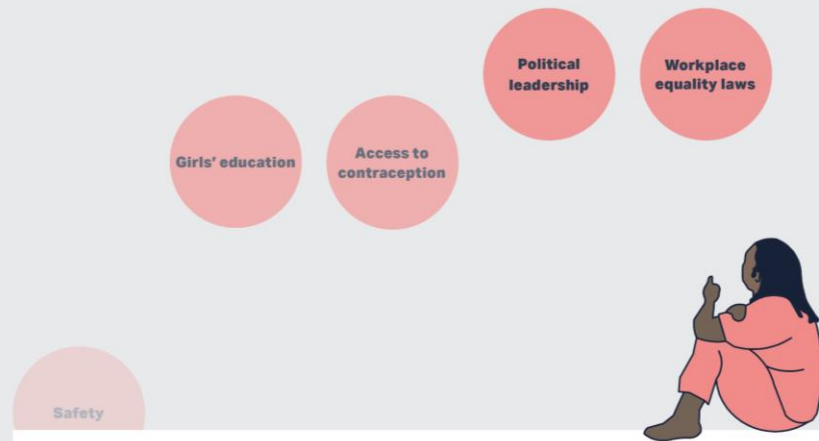 Political
leadership
Workplace
equality laws
Girls' education
Access to
contraception
Safety